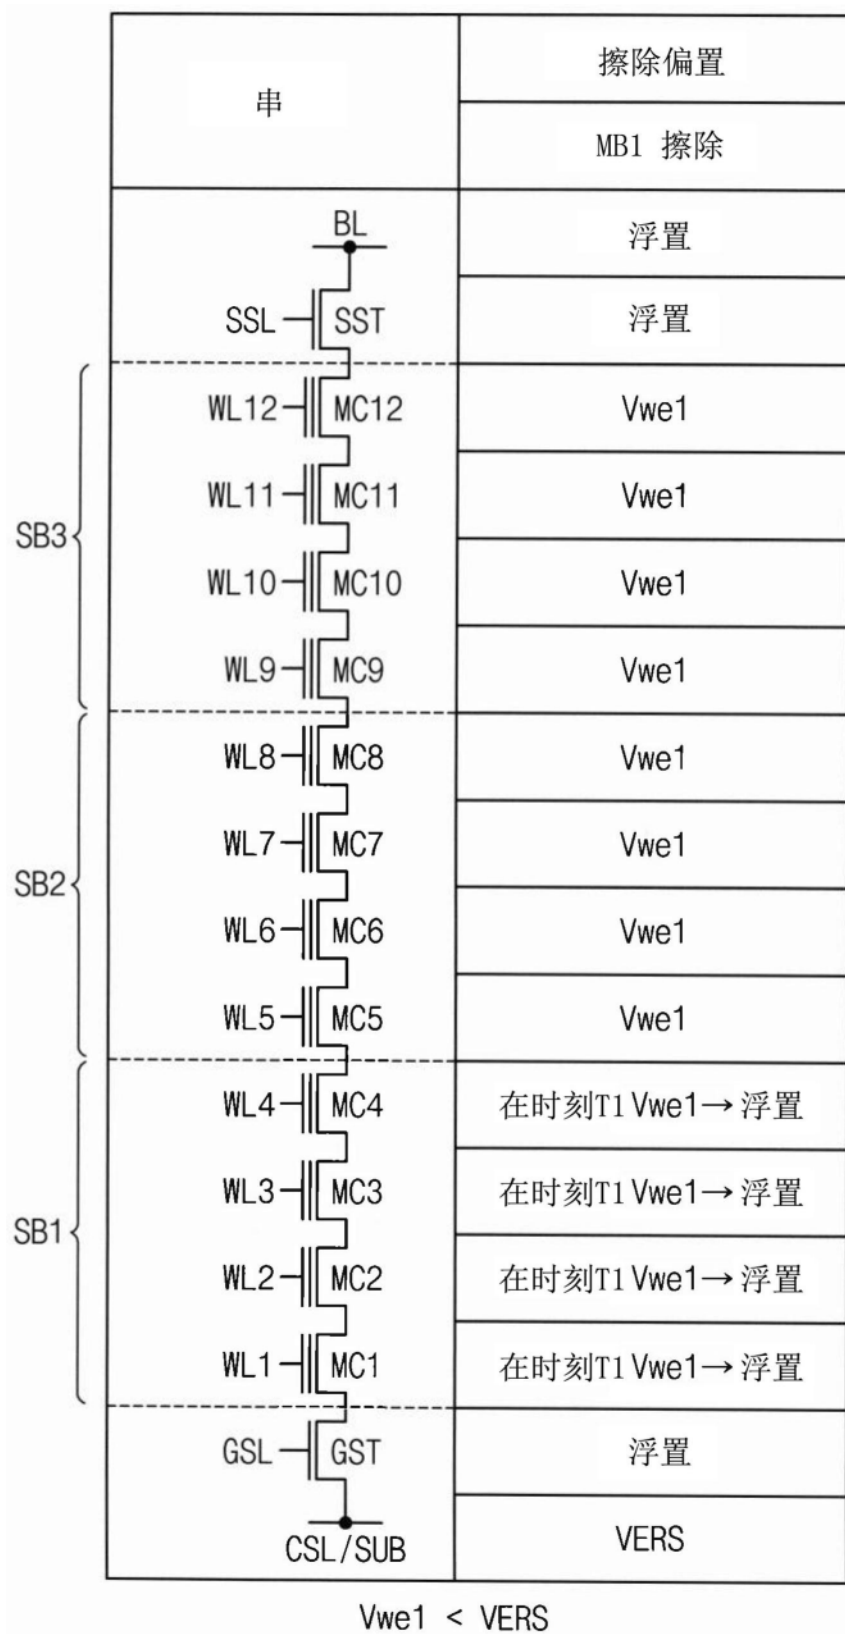 串
擦除偏置
MB1 擦除
BL
浮置
SSL SST
浮置
SB3
WL12 MC12
Vwe1
WL11 MC11
Vwe1
WL10 MC10
Vwe1
WL9 MC9
Vwe1
SB2
WL8 MC8
Vwe1
WL7 MC7
Vwe1
WL6 MC6
Vwe1
WL5 MC5
Vwe1
SB1
WL4 MC4
在时刻T1 Vwe1→浮置
WL3 MC3
在时刻T1 Vwe1→浮置
WL2 MC2
在时刻T1 Vwe1→浮置
WL1 MC1
在时刻T1 Vwe1→浮置
GSL GST
浮置
CSL/SUB
VERS
Vwe1 < VERS